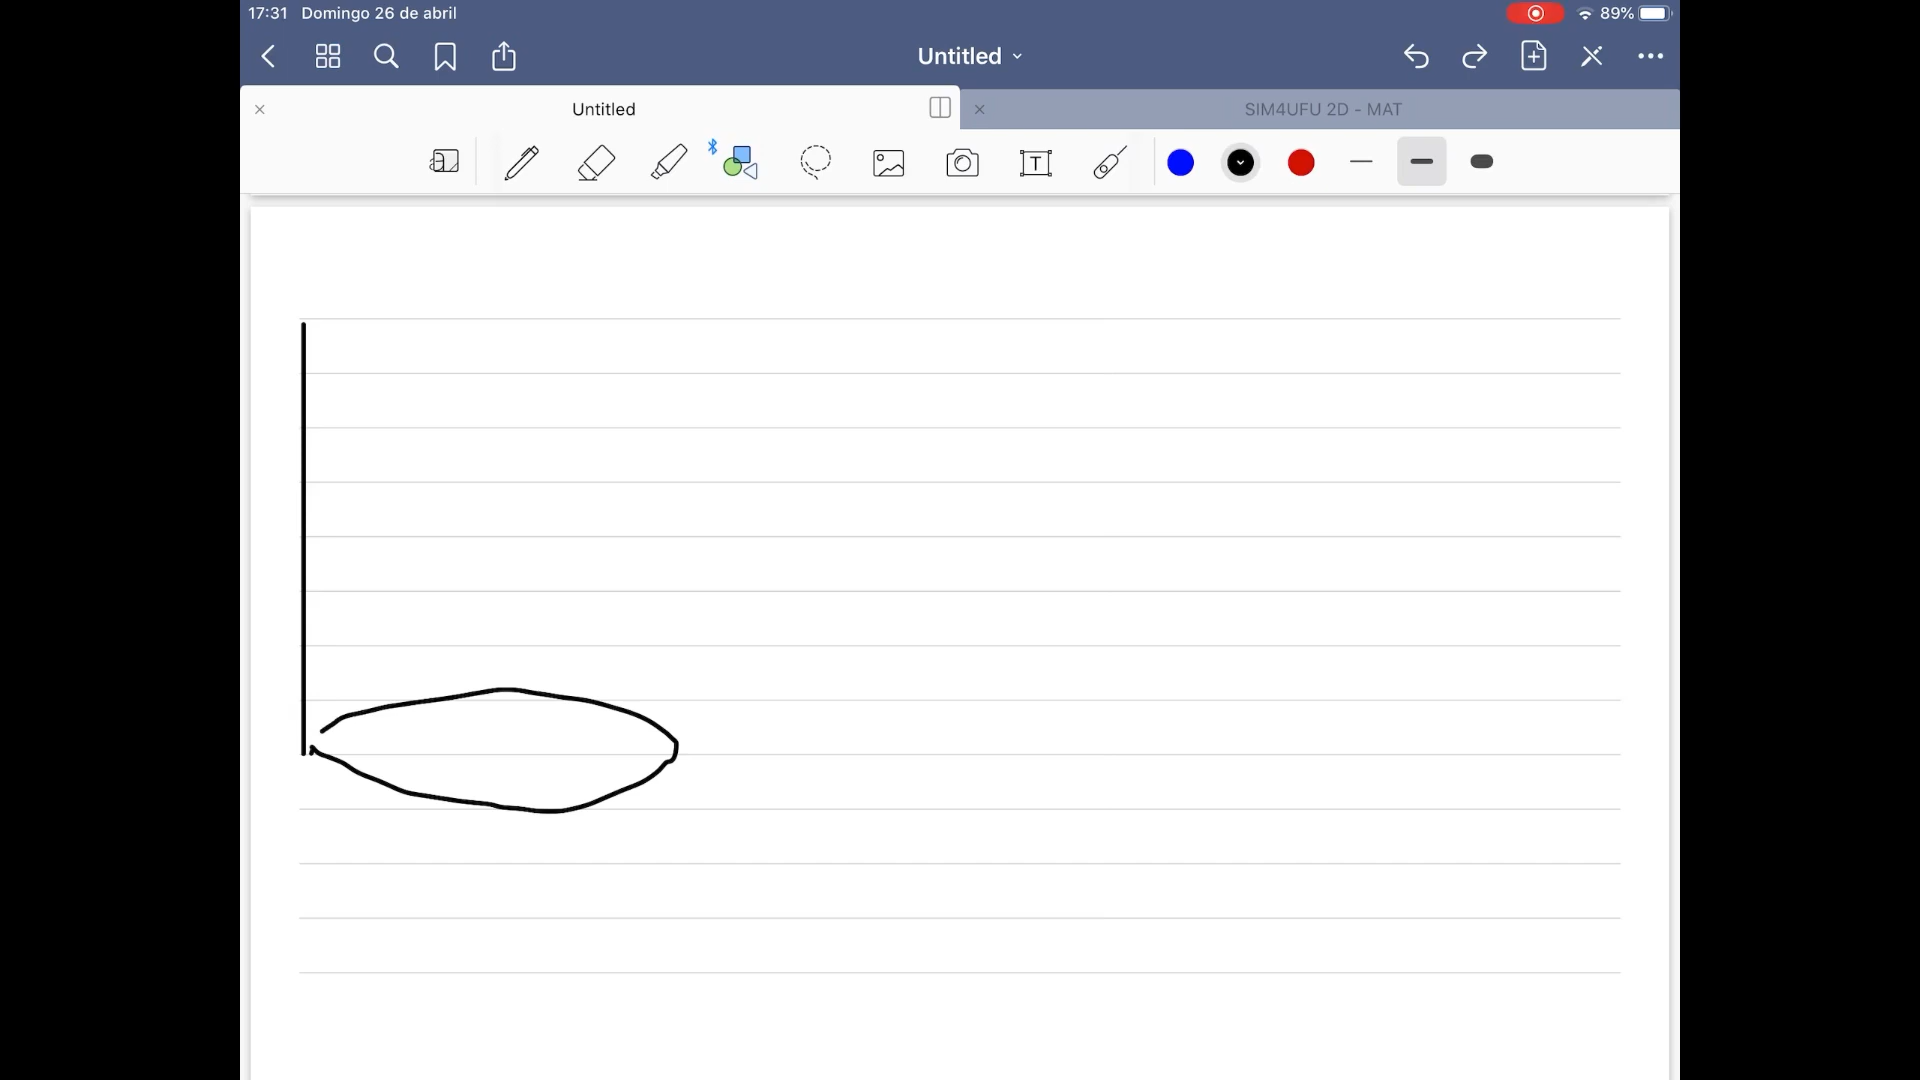 17:31 Domingo 26 de abril 89%
Untitled
Untitled SIM4UFU 2D - MAT
T